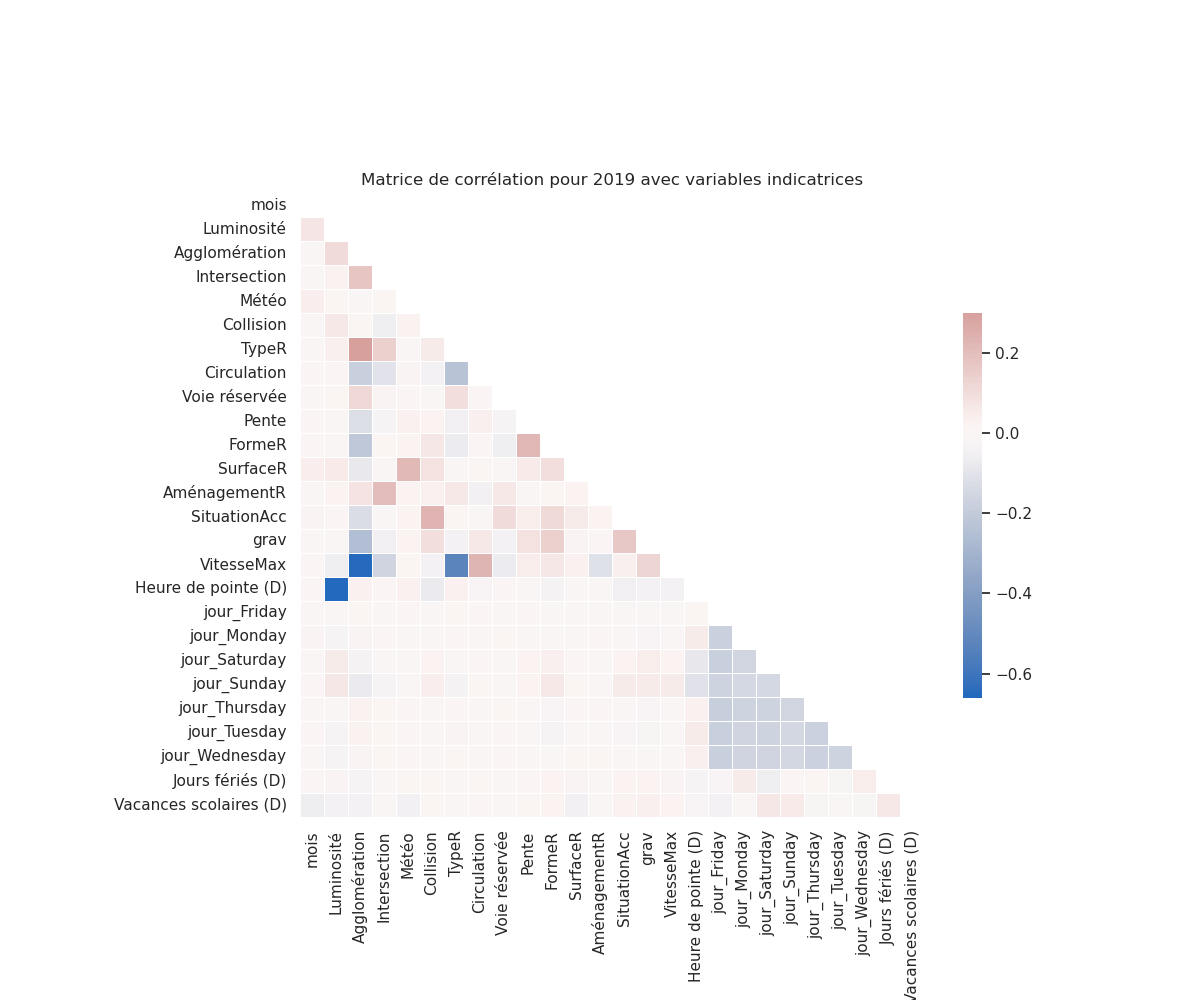 Matrice de corrélation pour 2019 avec variables indicatrices
mois
Luminosité
Agglomération
Intersection
Météo
Collision
TypeR
Circulation
Voie réservée
Pente
FormeR
SurfaceR
AménagementR
SituationAcc
grav
VitesseMax
Heure de pointe (D)
jour_Friday
jour_Monday
jour_Saturday
jour_Sunday
jour_Thursday
jour_Tuesday
jour_Wednesday
Jours fériés (D)
Vacances scolaires (D)
mois
Luminosité
Agglomération
Intersection
Météo
Collision
TypeR
Circulation
Voie réservée
Pente
FormeR
SurfaceR
AménagementR
SituationAcc
grav
VitesseMax
Heure de pointe (D)
jour_Friday
jour_Monday
jour_Saturday
jour_Sunday
jour_Thursday
jour_Tuesday
jour_Wednesday
Jours fériés (D)
Vacances scolaires (D)
0.2
0.0
−0.2
−0.4
−0.6